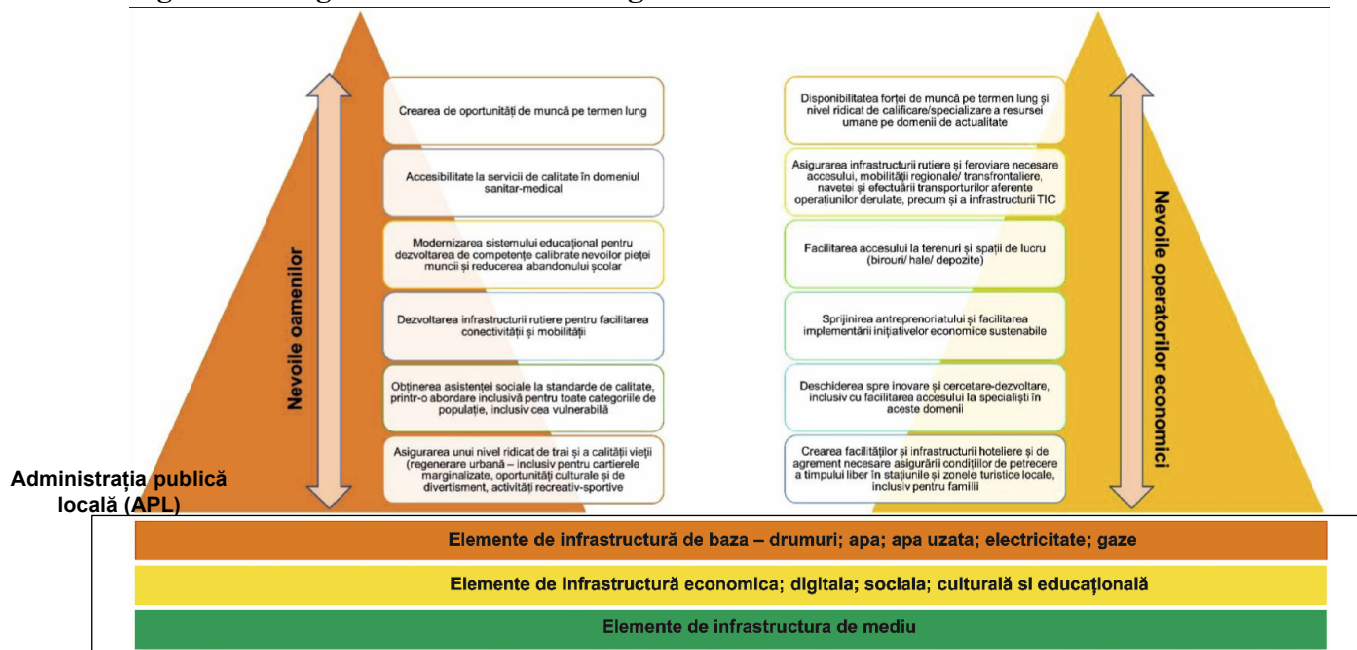 Nevoile oamenilor
Crearea de oportunități de muncă pe termen lung
Accesibilitate la servicii de calitate în domeniul
sanitar-medical
Modernizarea sistemului educațional pentru
dezvoltarea de competențe calibrate nevoilor pieței
muncii și reducerea abandonului școlar
Dezvoltarea infrastructurii rutiere pentru facilitarea
conectivității și mobilității
Obținerea asistenței sociale la standarde de calitate,
printr-o abordare inclusivă pentru toate categoriile de
populație, inclusiv cea vulnerabilă
Asigurarea unui nivel ridicat de trai și a calității vieții
(regenerare urbană – inclusiv pentru cartierele
marginalizate, oportunități culturale și de
divertisment, activități recreativ-sportive
Disponibilitatea forței de muncă pe termen lung și
nivel ridicat de calificare/specializare a resursei
umane pe domenii de actualitate
Asigurarea infrastructurii rutiere și feroviare necesare
accesului, mobilității regionale/ transfrontaliere,
navetei și efectuării transporturilor aferente
operațiunilor derulate, precum și a infrastructurii TIC
Facilitarea accesului la terenuri și spații de lucru
(birouri/ hale/ depozite)
Sprijinirea antreprenoriatului și facilitarea
implementării inițiativelor economice sustenabile
Deschiderea spre inovare și cercetare-dezvoltare,
inclusiv cu facilitarea accesului la specialiști în
aceste domenii
Crearea facilităților și infrastructurii hoteliere și de
agrement necesare asigurării condițiilor de petrecere
a timpului liber în stațiunile și zonele turistice locale,
inclusiv pentru familii
Nevoile operatorilor economici
Administrația publică
locală (APL)
Elemente de infrastructură de baza – drumuri; apa; apa uzata; electricitate; gaze
Elemente de infrastructură economica; digitala; sociala; culturală si educațională
Elemente de infrastructura de mediu